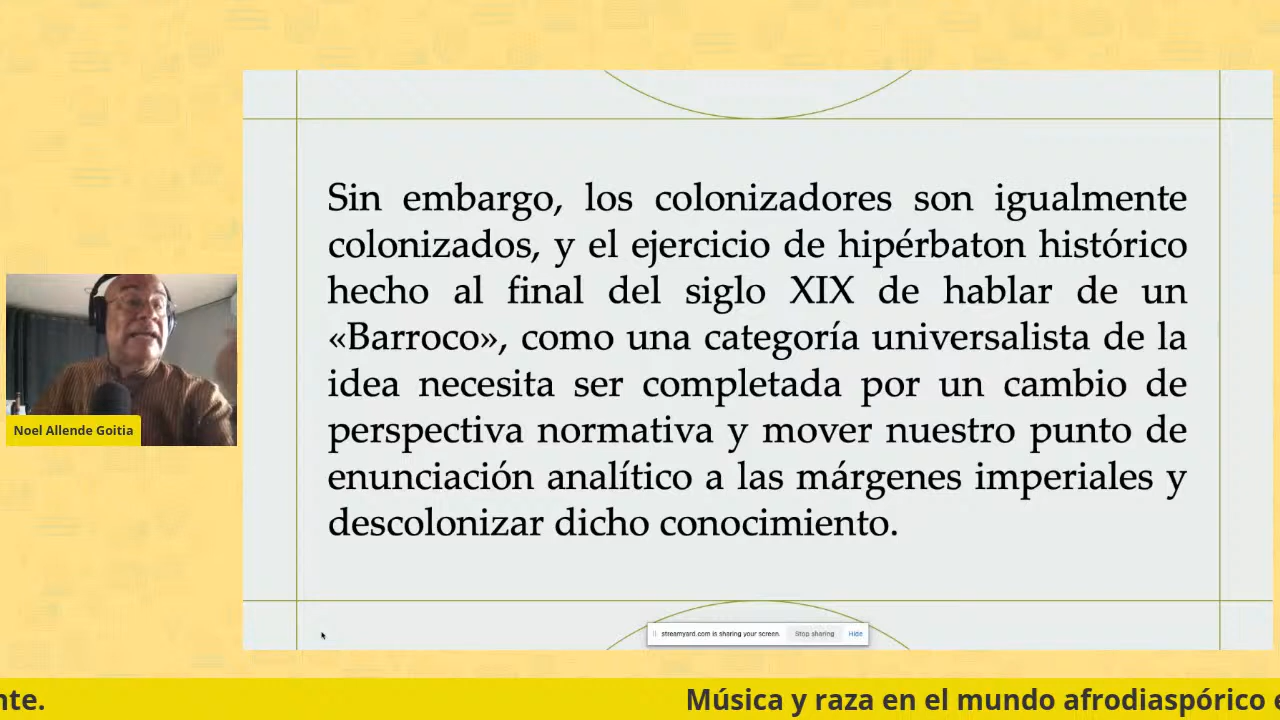 Sin embargo, los colonizadores son igualmente
colonizados, y el ejercicio de hipérbaton histórico
hecho al final del siglo XIX de hablar de un
«Barroco», como una categoría universalista de la
idea necesita ser completada por un cambio de
perspectiva normativa y mover nuestro punto de
enunciación analítico a las márgenes imperiales y
descolonizar dicho conocimiento.
Noel Allende Goitia
streamyard.com is sharing your screen. Stop sharing Hide
nte. Música y raza en el mundo afrodiaspórico e